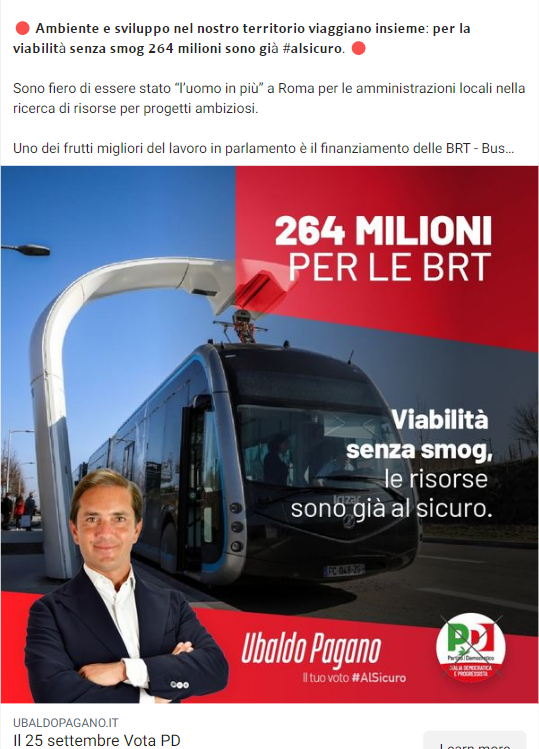 🔴 Ambiente e sviluppo nel nostro territorio viaggiano insieme: per la
viabilità senza smog 264 milioni sono già #alsicuro. 🔴
Sono fiero di essere stato “l’uomo in più” a Roma per le amministrazioni locali nella
ricerca di risorse per progetti ambiziosi.
Uno dei frutti migliori del lavoro in parlamento è il finanziamento delle BRT - Bus...
264 MILIONI
PER LE BRT
Viabilità
senza smog,
le risorse
sono già al sicuro.
Irizar
Ubaldo Pagano
Il tuo voto #AlSicuro
PD
Partito Democratico
ITALIA DEMOCRATICA
E PROGRESSISTA
UBALDOPAGANO.IT
Il 25 settembre Vota PD